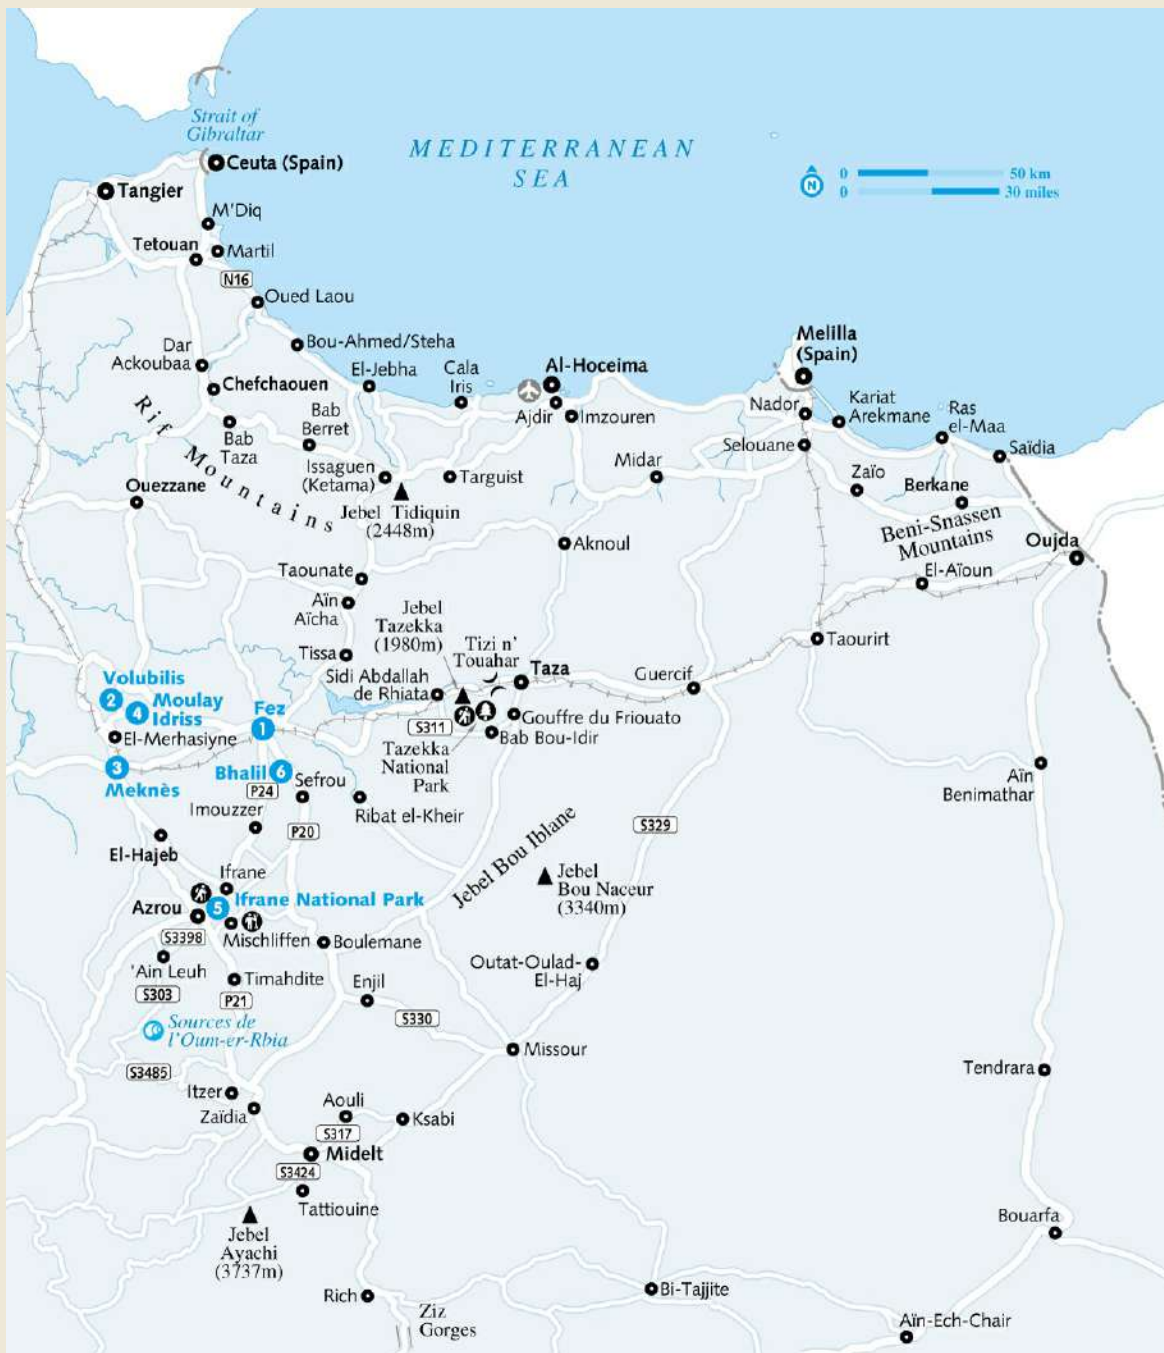 Strait of
Gibraltar
MEDITERRANEAN
SEA
Ceuta (Spain)
N
0 50 km
0 30 miles
Tangier
M'Diq
Tetouan
Martil
N16
Oued Laou
Dar
Ackoubaa
Bou-Ahmed/Steha
El-Jebha
Cala
Iris
Al-Hoceima
Melilla
(Spain)
Chefchaouen
Ajdir
Imzouren
Nador
Kariat
Arekmane
Ras
el-Maa
Rif Mountains
Bab
Taza
Bab
Berret
Selouane
Saïdia
Issaguen
(Ketama)
Targuist
Midar
Zaïo
Berkane
Ouezzane
Jebel Tidiquin
(2448m)
Beni-Snassen
Mountains
Oujda
Aknoul
El-Aïoun
Taounate
Aïn
Aïcha
Jebel
Tazekka
(1980m)
Tizi n'
Touahar
Taourirt
Tissa
Sidi Abdallah
de Rhiata
Taza
Guercif
Volubilis
2
4
Moulay
Idriss
Fez
1
S311
Gouffre du Friouato
Bab Bou-Idir
El-Merhasiyne
Tazekka
National
Park
3
Meknès
Bhalil
6
Sefrou
P24
Aïn
Benimathar
Imouzzer
P20
Ribat el-Kheir
S329
El-Hajeb
Jebel Bou Iblane
Ifrane
Jebel
Bou Naceur
(3340m)
Azrou
5
Ifrane National Park
S3398
Mischliffen
Boulemane
'Ain Leuh
Timahdite
Enjil
Outat-Oulad-
El-Haj
S303
P21
S330
Sources de
l'Oum-er-Rbia
Missour
S3485
Tendrara
Itzer
Zaïdia
Aouli
Ksabi
S317
Midelt
S3424
Tattiouine
Jebel
Ayachi
(3737m)
Bouarfa
Rich
Ziz
Gorges
Bi-Tajjite
Aïn-Ech-Chair